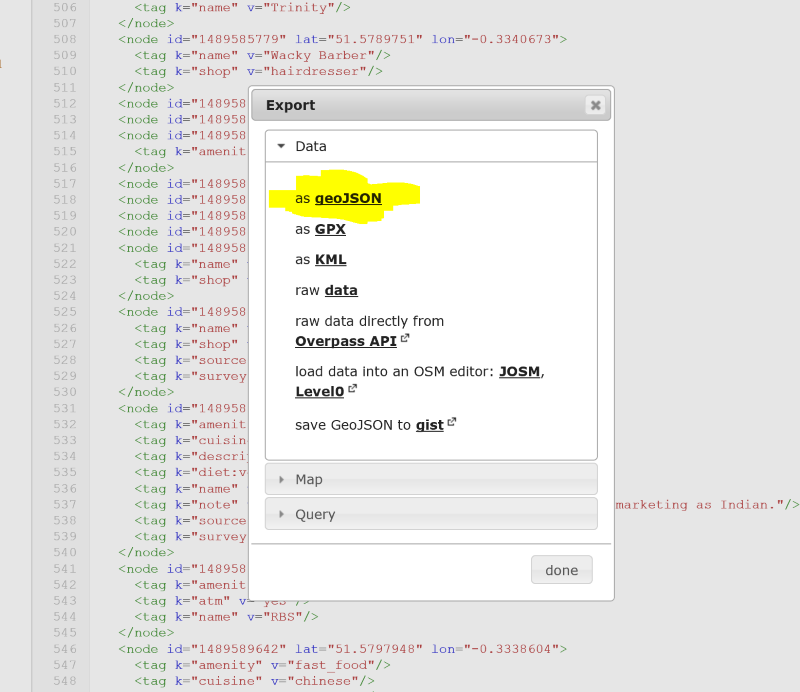 506 <tag k="name" v="Trinity"/>
507 </node>
508 <node id="1489585779" lat="51.5789751" lon="-0.3340673">
509 <tag k="name" v="Wacky Barber"/>
510 <tag k="shop" v="hairdresser"/>
511 </node>
512 <node id="148958
513 <node id="148958
514 <node id="148958
515 <tag k="amenit
516 </node>
517 <node id="148958
518 <node id="148958
519 <node id="148958
520 <node id="148958
521 <node id="148958
522 <tag k="name"
523 <tag k="shop"
524 </node>
525 <node id="148958
526 <tag k="name"
527 <tag k="shop"
528 <tag k="source
529 <tag k="survey
530 </node>
531 <node id="148958
532 <tag k="amenit
533 <tag k="cuisin
534 <tag k="descri
535 <tag k="diet:v
536 <tag k="name"
537 <tag k="note" marketing as Indian."/>
538 <tag k="source
539 <tag k="survey
540 </node>
541 <node id="148958
542 <tag k="amenit
543 <tag k="atm" v="yes"/>
544 <tag k="name" v="RBS"/>
545 </node>
546 <node id="1489589642" lat="51.5797948" lon="-0.3338604">
547 <tag k="amenity" v="fast_food"/>
548 <tag k="cuisine" v="chinese"/>
Export
Data
as geoJSON
as GPX
as KML
raw data
raw data directly from
Overpass API
load data into an OSM editor: JOSM,
Level0
save GeoJSON to gist
Map
Query
done